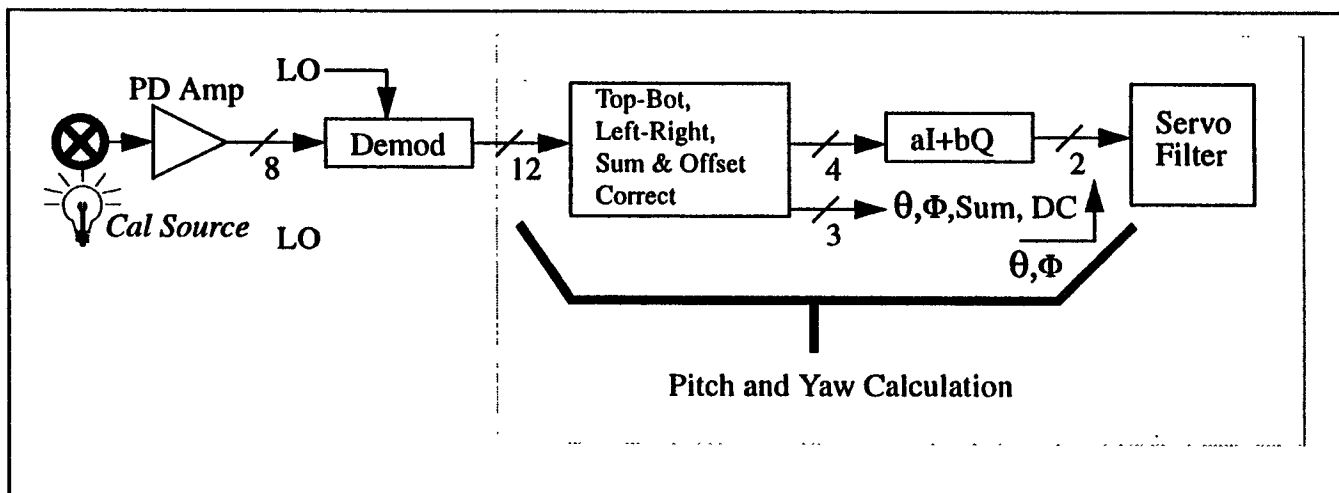 LO
PD Amp
8
Demod
12
Top-Bot,
Left-Right,
Sum & Offset
Correct
4
aI+bQ
2
Servo
Filter
3
θ,Φ,Sum, DC
θ,Φ
Cal Source
LO
Pitch and Yaw Calculation